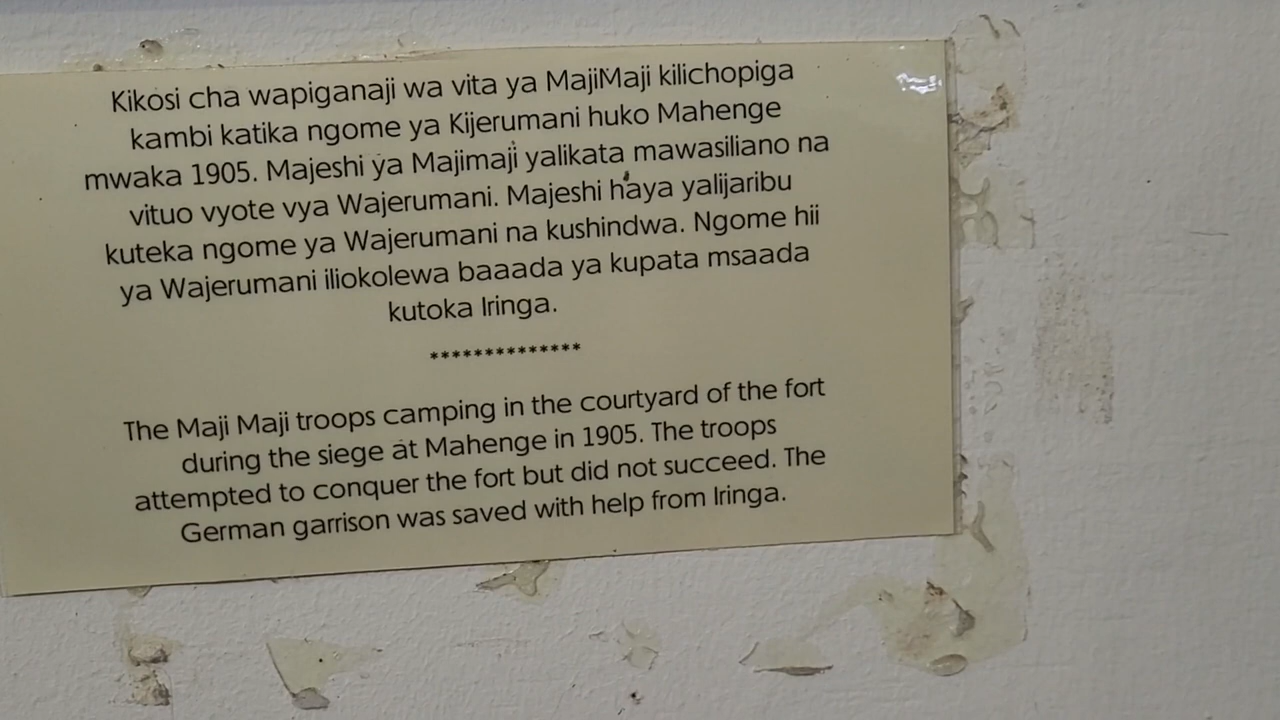 Kikosi cha wapiganaji wa vita ya MajiMaji kilichopiga
kambi katika ngome ya Kijerumani huko Mahenge
mwaka 1905. Majeshi ya Majimaji yalikata mawasiliano na
vituo vyote vya Wajerumani. Majeshi haya yalijaribu
kuteka ngome ya Wajerumani na kushindwa. Ngome hii
ya Wajerumani iliokolewa baaada ya kupata msaada
kutoka Iringa.
**************
The Maji Maji troops camping in the courtyard of the fort
during the siege at Mahenge in 1905. The troops
attempted to conquer the fort but did not succeed. The
German garrison was saved with help from Iringa.